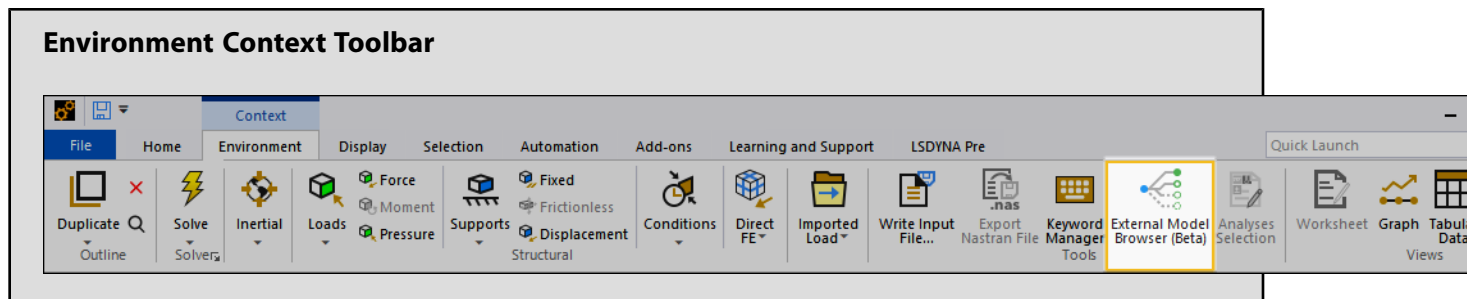 Environment Context Toolbar
Context
File Home Environment Display Selection Automation Add-ons Learning and Support LSDYNA Pre Quick Launch
Duplicate
Solve
Inertial
Loads
Force
Moment
Pressure
Supports
Fixed
Frictionless
Displacement
Conditions
Direct
FE
Imported
Load
Write Input
File...
.nas
Export
Nastran File
Keyword
Manager
External Model
Browser (Beta)
Analyses
Selection
Worksheet
Graph
Data
Outline Solver Structural Tools Views